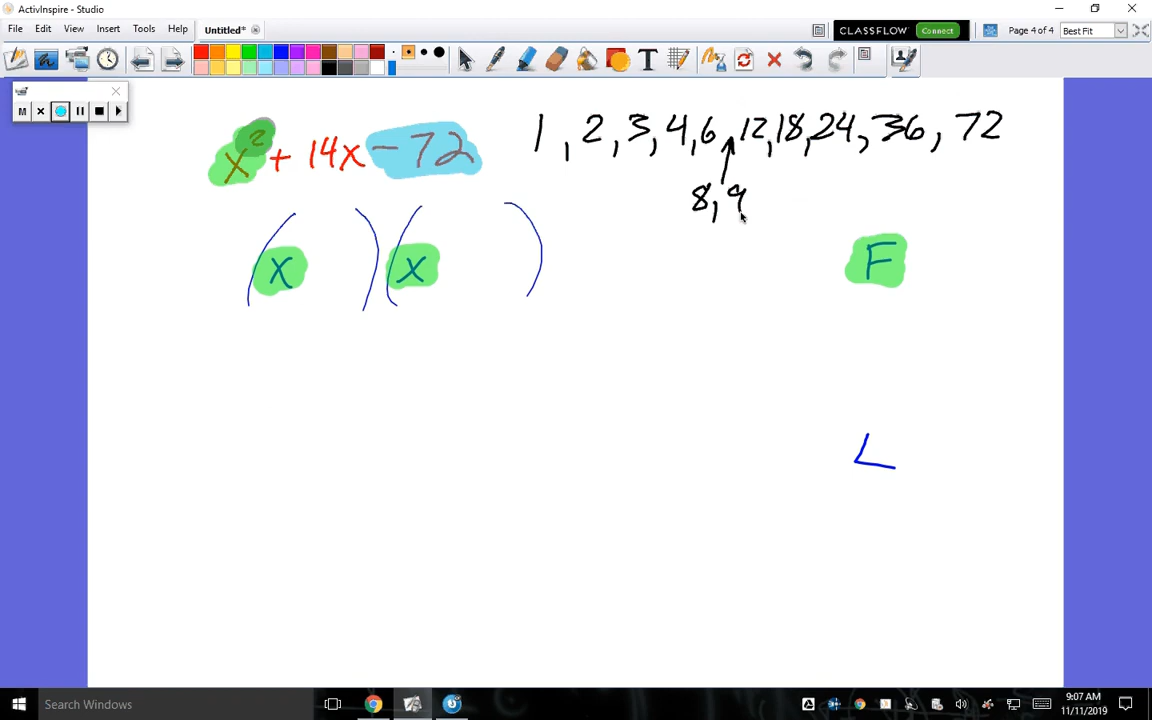 ActivInspire - Studio
File Edit View Insert Tools Help Untitled* CLASSFLOW Connect Page 4 of 4 Best Fit
M
x² + 14x - 72 1, 2, 3, 4, 6, 12, 18, 24, 36, 72
8, 9
( x ) ( x ) F
L
Search Windows 9:07 AM
11/11/2019